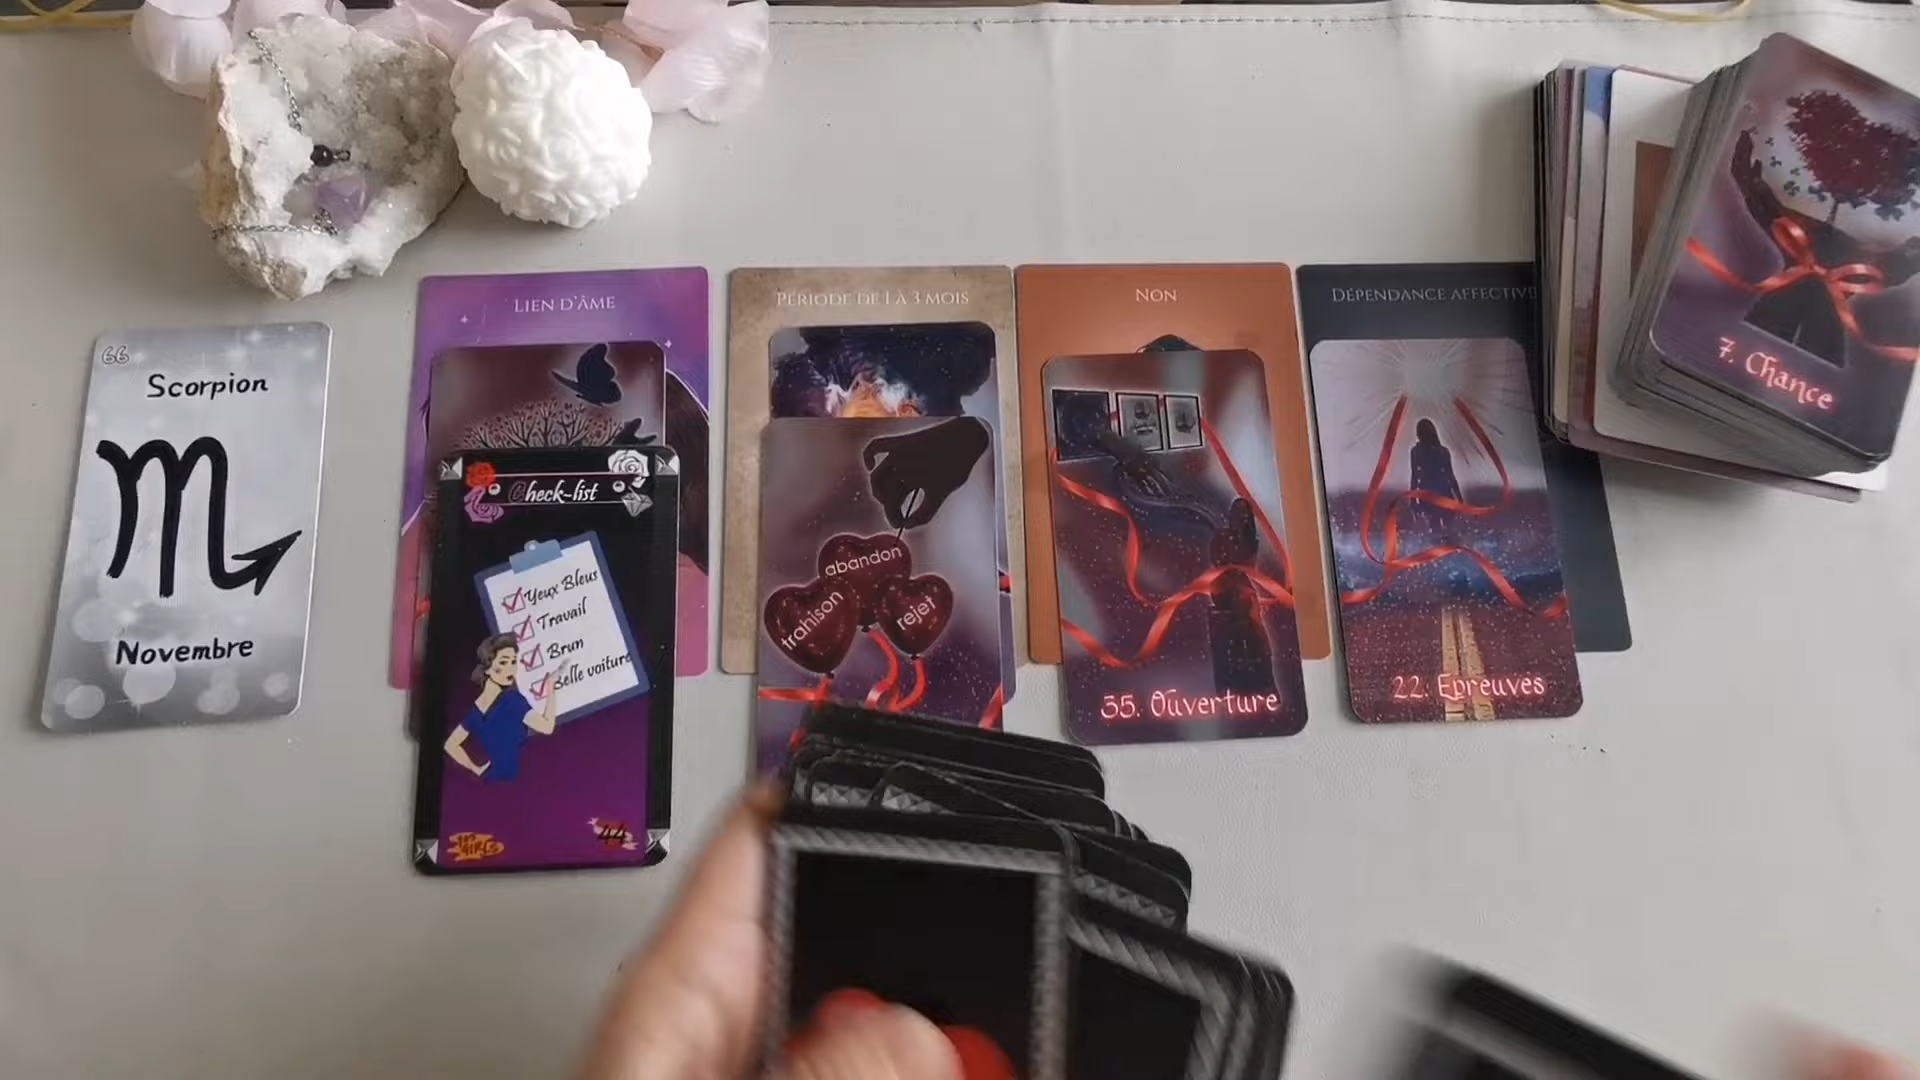 66
Scorpion
Novembre
LIEN D'ÂME
Check-list
Yeux Bleus
Travail
Brun
Belle voiture
44
PÉRIODE DE 1 À 3 MOIS
abandon
trahison
rejet
NON
35. Ouverture
DÉPENDANCE AFFECTIVE
22. Epreuves
7. Chance